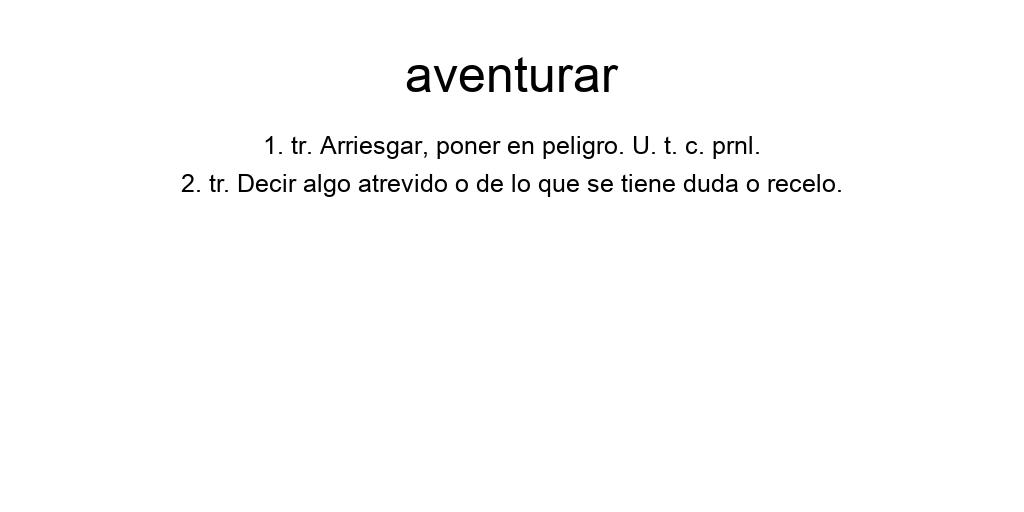 aventurar
1. tr. Arriesgar, poner en peligro. U. t. c. prnl.
2. tr. Decir algo atrevido o de lo que se tiene duda o recelo.